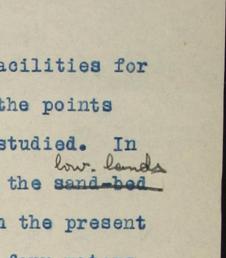 acilities for
the points
studied. In
low-lands
the sand-bed
n the present